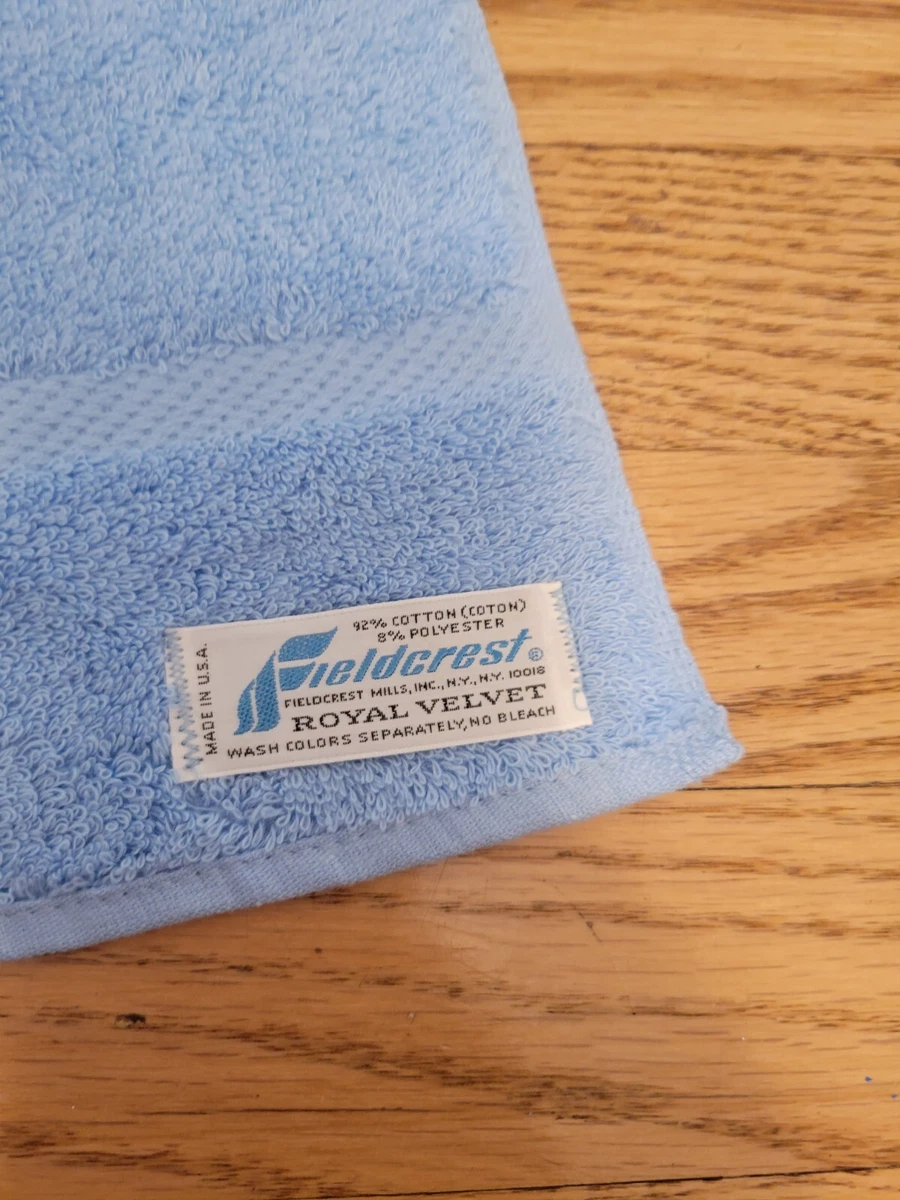 92% COTTON (COTON)
8% POLYESTER
Fieldcrest®
FIELDCREST MILLS, INC., N.Y., N.Y. 10018
ROYAL VELVET
WASH COLORS SEPARATELY, NO BLEACH
MADE IN U.S.A.